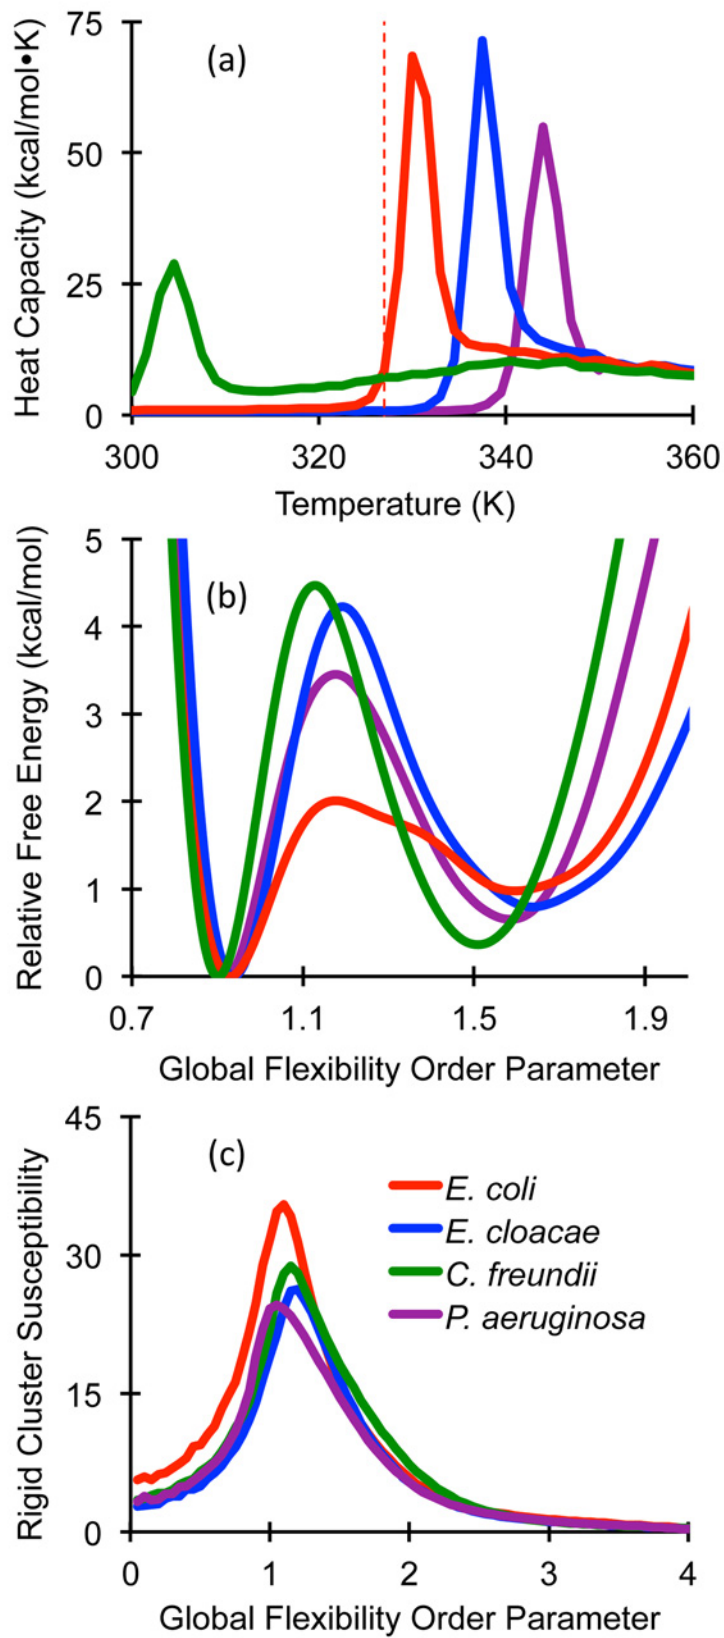 (a)
Heat Capacity (kcal/mol•K)
75
50
25
0
300 320 340 360
Temperature (K)
(b)
Relative Free Energy (kcal/mol)
5
4
3
2
1
0
0.7 1.1 1.5 1.9
Global Flexibility Order Parameter
(c)
Rigid Cluster Susceptibility
45
30
15
0
E. coli
E. cloacae
C. freundii
P. aeruginosa
0 1 2 3 4
Global Flexibility Order Parameter